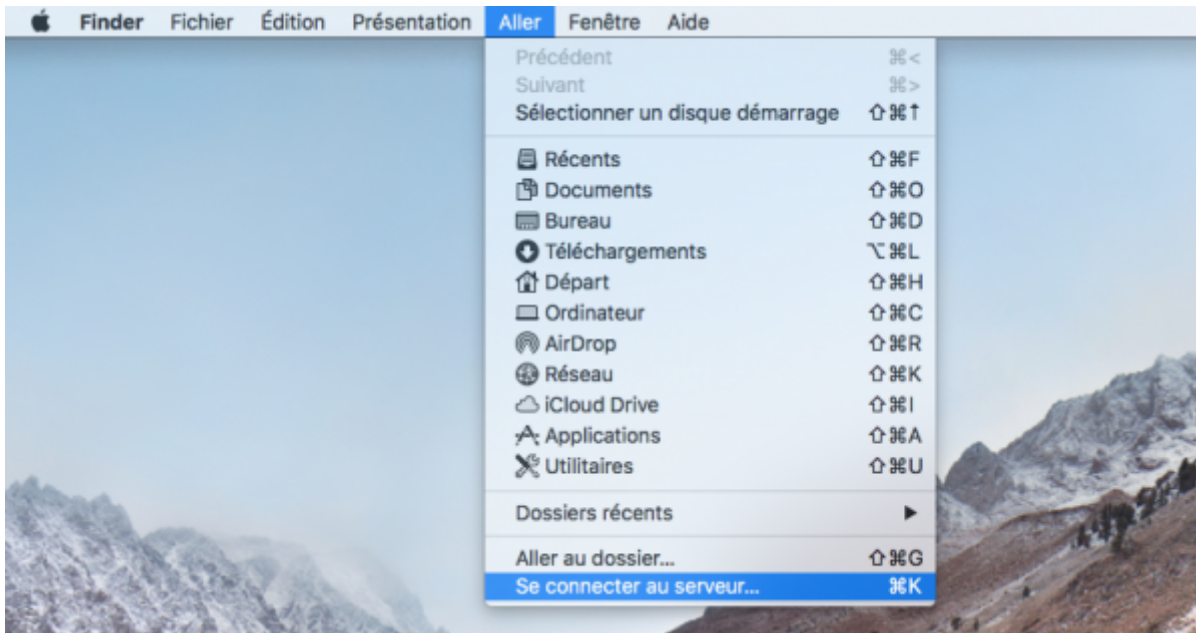 Finder Fichier Édition Présentation Aller Fenêtre Aide
Précédent ⌘<
Suivant ⌘>
Sélectionner un disque démarrage ⇧⌘↑
Récents ⇧⌘F
Documents ⇧⌘O
Bureau ⇧⌘D
Téléchargements ⌥⌘L
Départ ⇧⌘H
Ordinateur ⇧⌘C
AirDrop ⇧⌘R
Réseau ⇧⌘K
iCloud Drive ⇧⌘I
Applications ⇧⌘A
Utilitaires ⇧⌘U
Dossiers récents ▶
Aller au dossier... ⇧⌘G
Se connecter au serveur... ⌘K